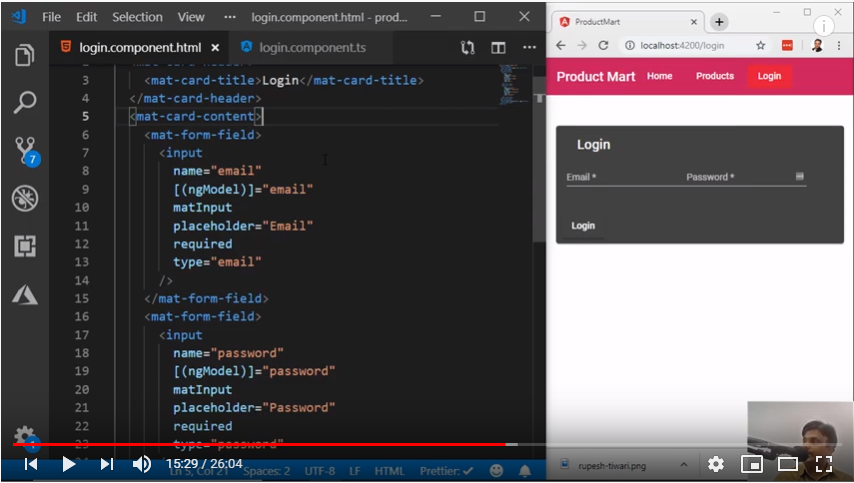 File Edit Selection View ··· login.component.html - prod...
login.component.html × login.component.ts ···
3 <mat-card-title>Login</mat-card-title>
4 </mat-card-header>
5 <mat-card-content>
6 <mat-form-field>
7 <input
8 name="email"
9 [(ngModel)]="email"
10 matInput
11 placeholder="Email"
12 required
13 type="email"
14 />
15 </mat-form-field>
16 <mat-form-field>
17 <input
18 name="password"
19 [(ngModel)]="password"
20 matInput
21 placeholder="Password"
22 required
23 type="password"
7
15:29 / 26:04
Ln 5, Col 21 Spaces: 2 UTF-8 LF HTML Prettier: ✓
ProductMart
localhost:4200/login
Product Mart Home Products Login
Login
Email * Password *
Login
rupesh-tiwari.png